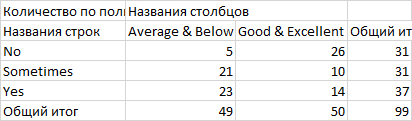 Количество по пол Названия столбцов
Названия строк Average & Below Good & Excellent Общий ит
No 5 26 31
Sometimes 21 10 31
Yes 23 14 37
Общий итог 49 50 99